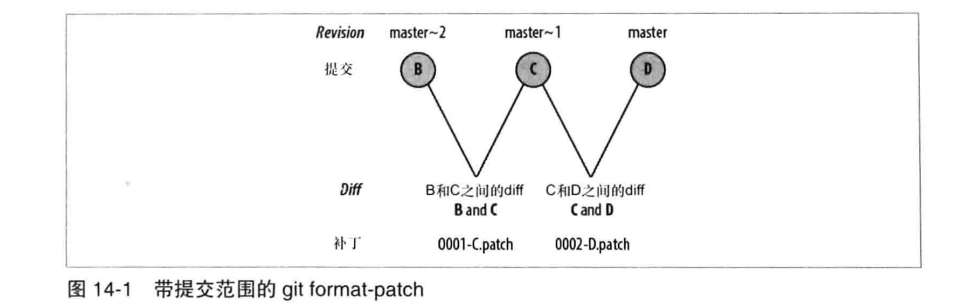 Revision master~2 master~1 master
提交 B C D
Diff B和C之间的diff C和D之间的diff
B and C C and D
补丁 0001-C.patch 0002-D.patch
图 14-1 带提交范围的 git format-patch